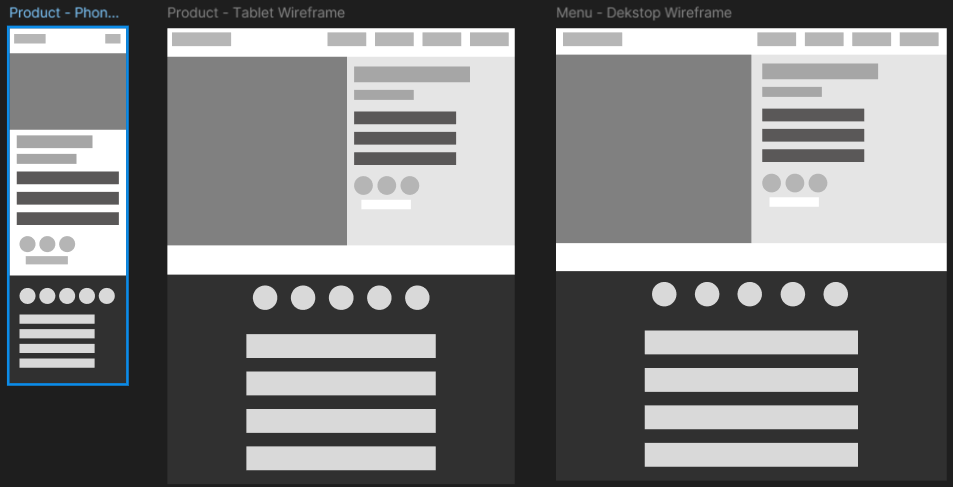 Product - Phon...
Product - Tablet Wireframe
Menu - Dekstop Wireframe